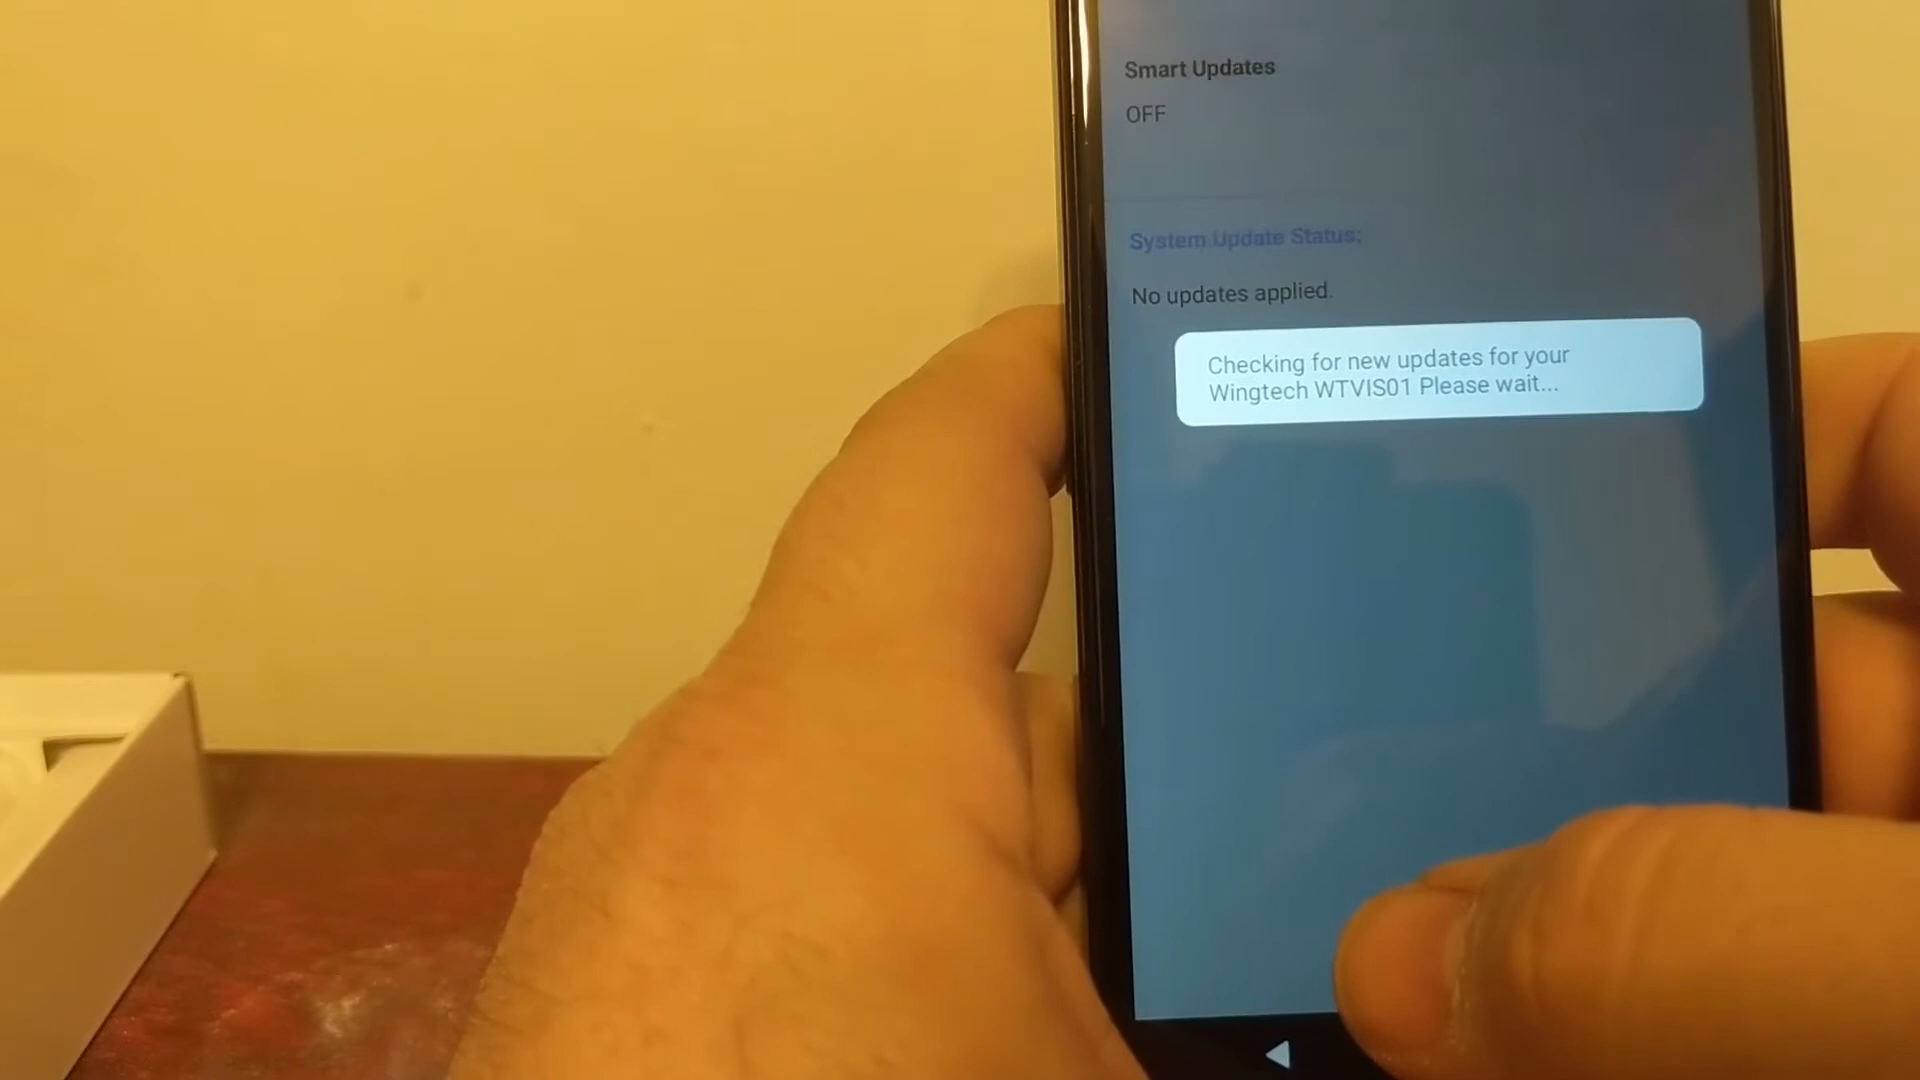 Smart Updates
OFF
System Update Status:
No updates applied.
Checking for new updates for your
Wingtech WTVIS01 Please wait...